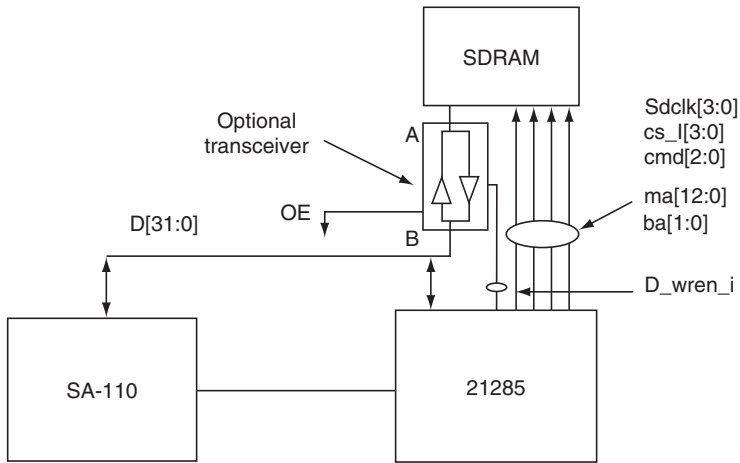 SDRAM
Sdclk[3:0]
cs_I[3:0]
cmd[2:0]
ma[12:0]
ba[1:0]
Optional
transceiver
A
OE
B
D[31:0]
D_wren_i
SA-110
21285